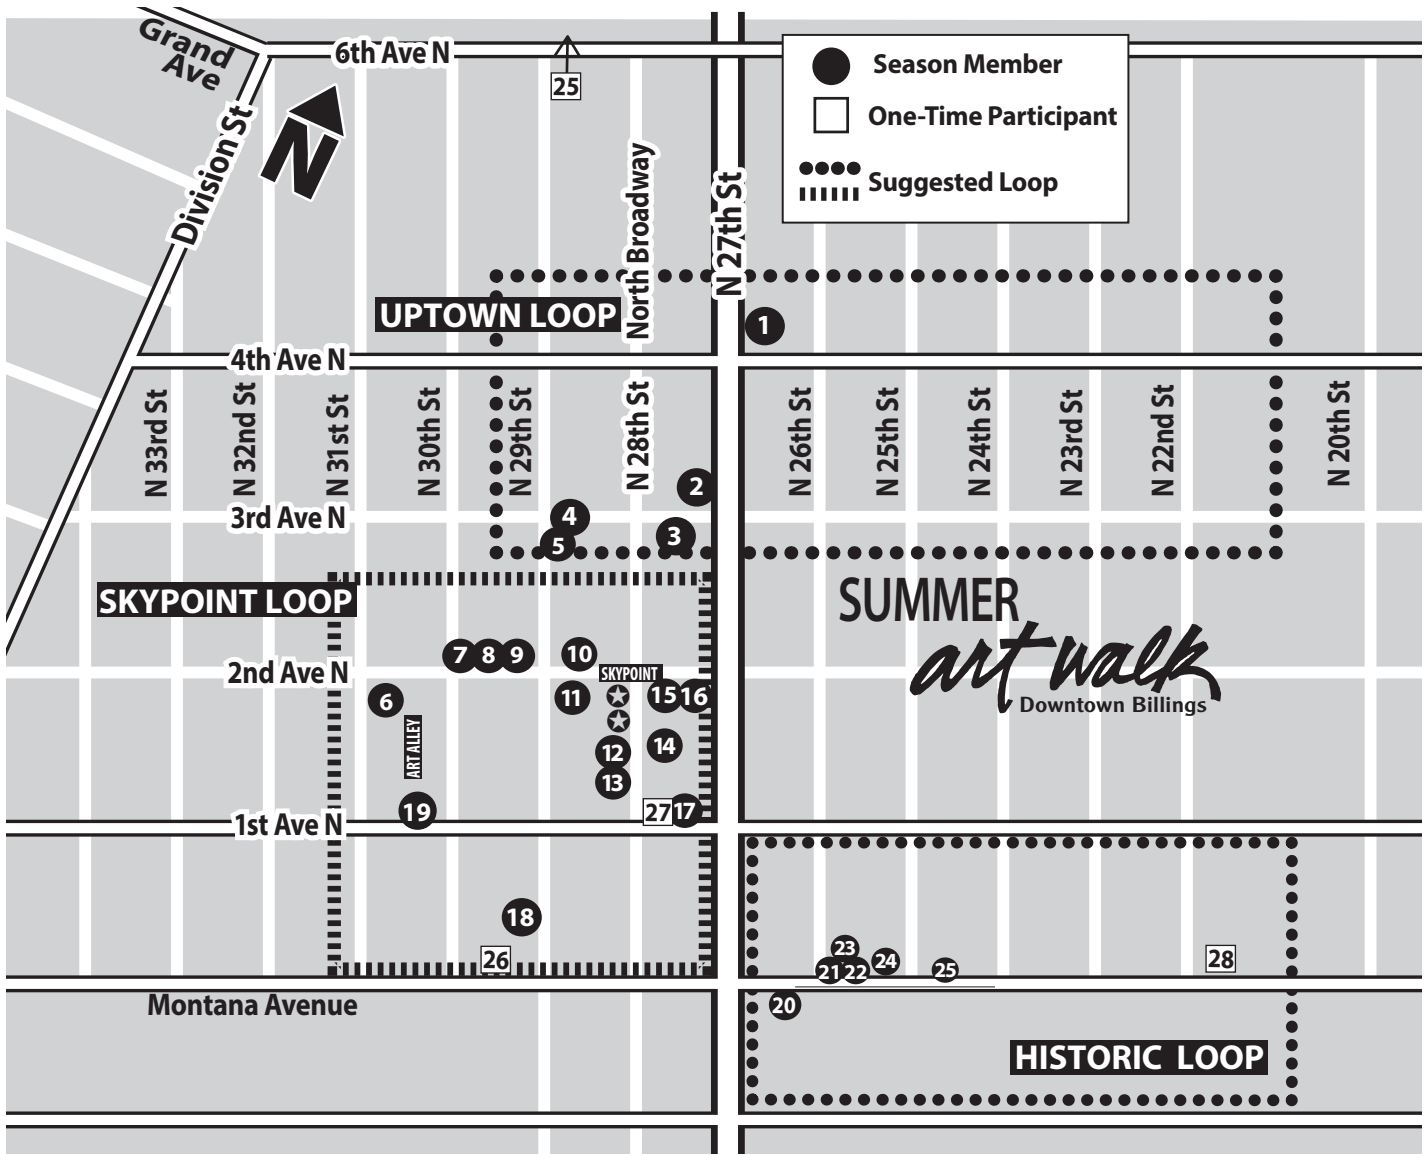 Grand
Ave
6th Ave N
25
Season Member
One-Time Participant
Suggested Loop
N
Division St
North Broadway
N 27th St
UPTOWN LOOP
1
4th Ave N
N 33rd St
N 32nd St
N 31st St
N 30th St
N 29th St
N 28th St
N 26th St
N 25th St
N 24th St
N 23rd St
N 22nd St
N 20th St
2
3rd Ave N
4
3
5
SKYPOINT LOOP
SUMMER
art walk
Downtown Billings
7
8
9
10
2nd Ave N
SKYPOINT
6
11
15
16
ART ALLEY
12
14
13
19
27
17
1st Ave N
18
26
23
24
21
22
25
28
Montana Avenue
20
HISTORIC LOOP